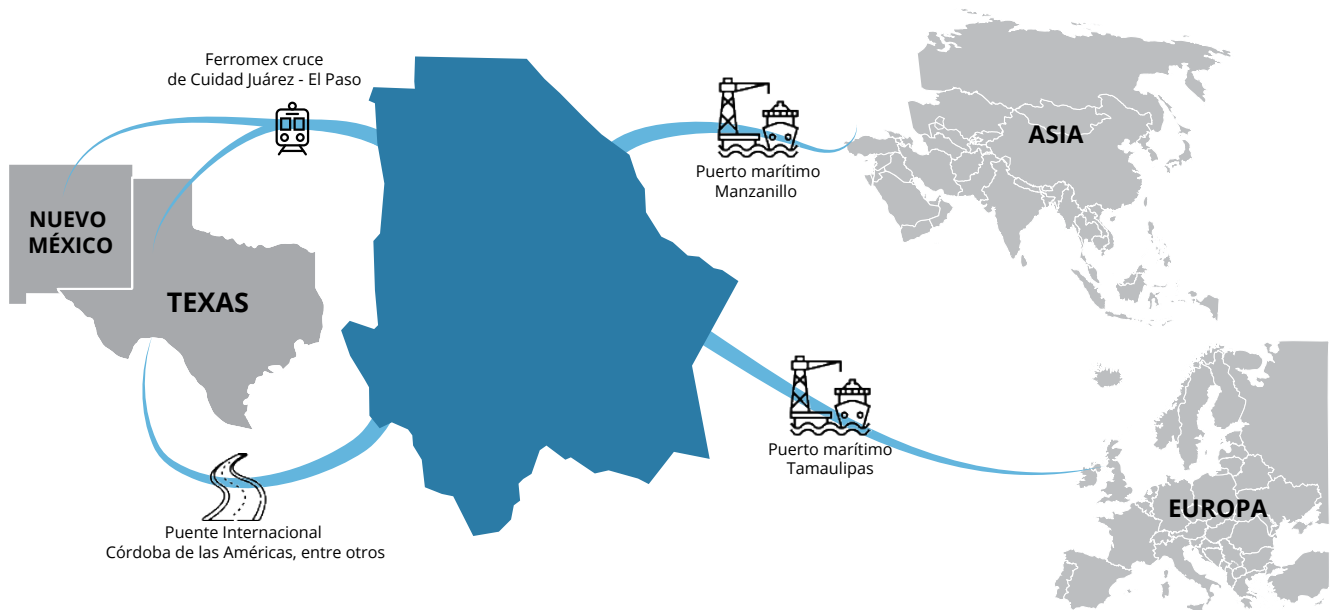 Ferromex cruce
de Cuidad Juárez - El Paso
NUEVO
MÉXICO
TEXAS
Puente Internacional
Córdoba de las Américas, entre otros
Puerto marítimo
Manzanillo
ASIA
Puerto marítimo
Tamaulipas
EUROPA